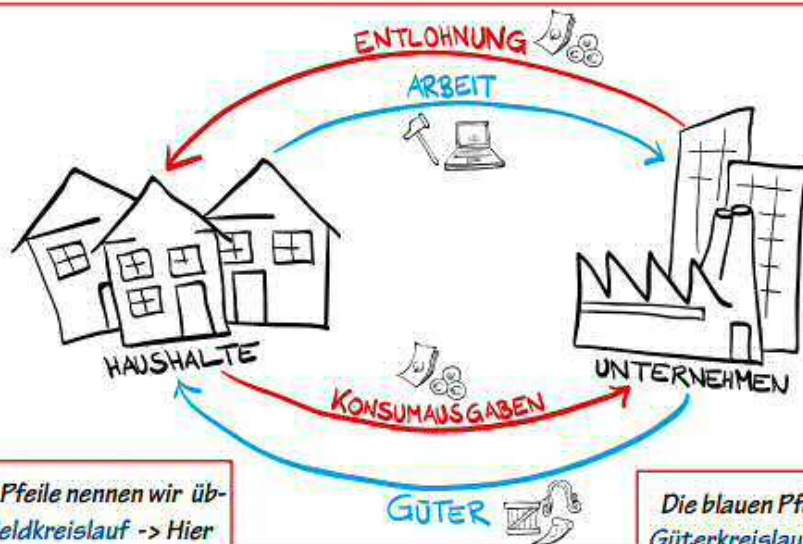 ENTLOHNUNG
ARBEIT
HAUSHALTE
UNTERNEHMEN
KONSUMAUSGABEN
GÜTER
Pfeile nennen wir üb-
eldkreislauf -> Hier
Die blauen Pf
Güterkreislau